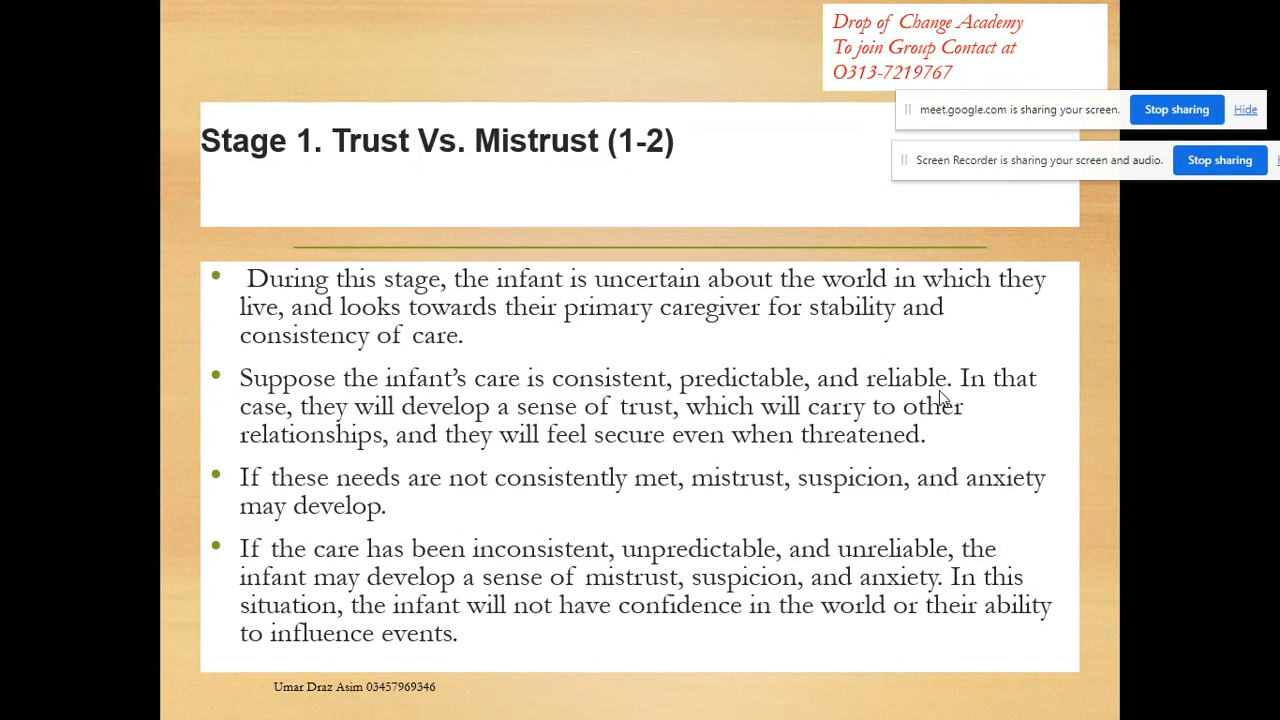 Drop of Change Academy
To join Group Contact at
O313-7219767
meet.google.com is sharing your screen.
Stop sharing
Hide
Screen Recorder is sharing your screen and audio.
Stop sharing
Stage 1. Trust Vs. Mistrust (1-2)
• During this stage, the infant is uncertain about the world in which they
live, and looks towards their primary caregiver for stability and
consistency of care.
• Suppose the infant's care is consistent, predictable, and reliable. In that
case, they will develop a sense of trust, which will carry to other
relationships, and they will feel secure even when threatened.
• If these needs are not consistently met, mistrust, suspicion, and anxiety
may develop.
• If the care has been inconsistent, unpredictable, and unreliable, the
infant may develop a sense of mistrust, suspicion, and anxiety. In this
situation, the infant will not have confidence in the world or their ability
to influence events.
Umar Draz Asim 03457969346